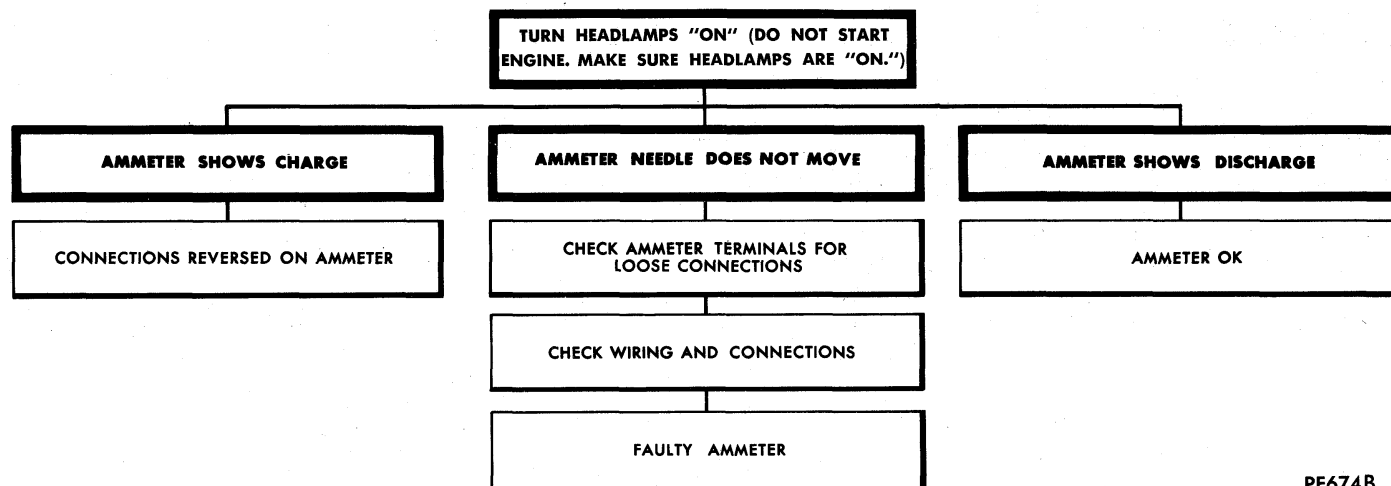 TURN HEADLAMPS "ON" (DO NOT START
ENGINE. MAKE SURE HEADLAMPS ARE "ON.")
AMMETER SHOWS CHARGE
AMMETER NEEDLE DOES NOT MOVE
AMMETER SHOWS DISCHARGE
CONNECTIONS REVERSED ON AMMETER
CHECK AMMETER TERMINALS FOR
LOOSE CONNECTIONS
AMMETER OK
CHECK WIRING AND CONNECTIONS
FAULTY AMMETER
PF674B